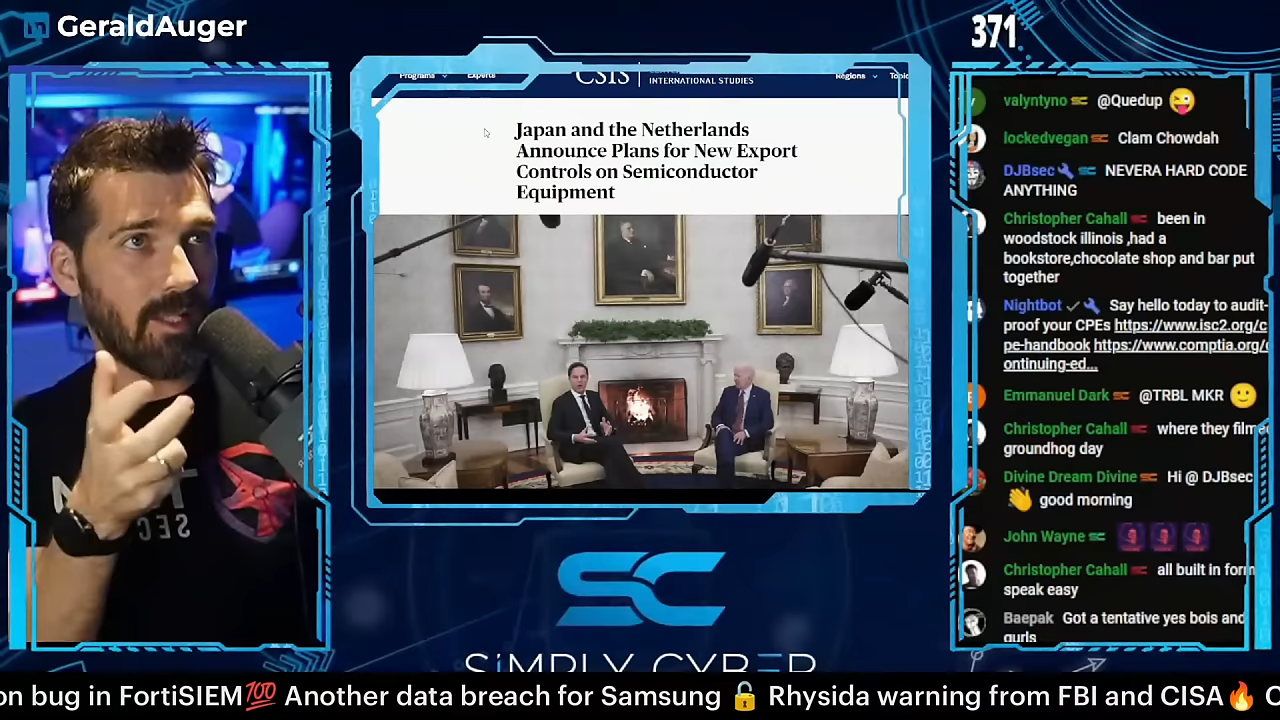 GeraldAuger
371
Programs
Experts
CSIS
INTERNATIONAL STUDIES
Regions
Japan and the Netherlands
Announce Plans for New Export
Controls on Semiconductor
Equipment
SEC
valyntyno @Quedup
lockedvegan Clam Chowdah
DJBsec NEVERA HARD CODE
ANYTHING
Christopher Cahall been in
woodstock illinois ,had a
bookstore,chocolate shop and bar put
together
Nightbot Say hello today to audit-
proof your CPEs https://www.isc2.org/c
pe-handbook https://www.comptia.org/
ontinuing-ed...
Emmanuel Dark @TRBL MKR
Christopher Cahall where they filmed
groundhog day
Divine Dream Divine Hi @ DJBsec
good morning
John Wayne
Christopher Cahall all built in form
speak easy
Baepak Got a tentative yes bois and
gurls
SC
SIMPLY CYBER
on bug in FortiSIEM💯 Another data breach for Samsung 🔓 Rhysida warning from FBI and CISA🔥 C